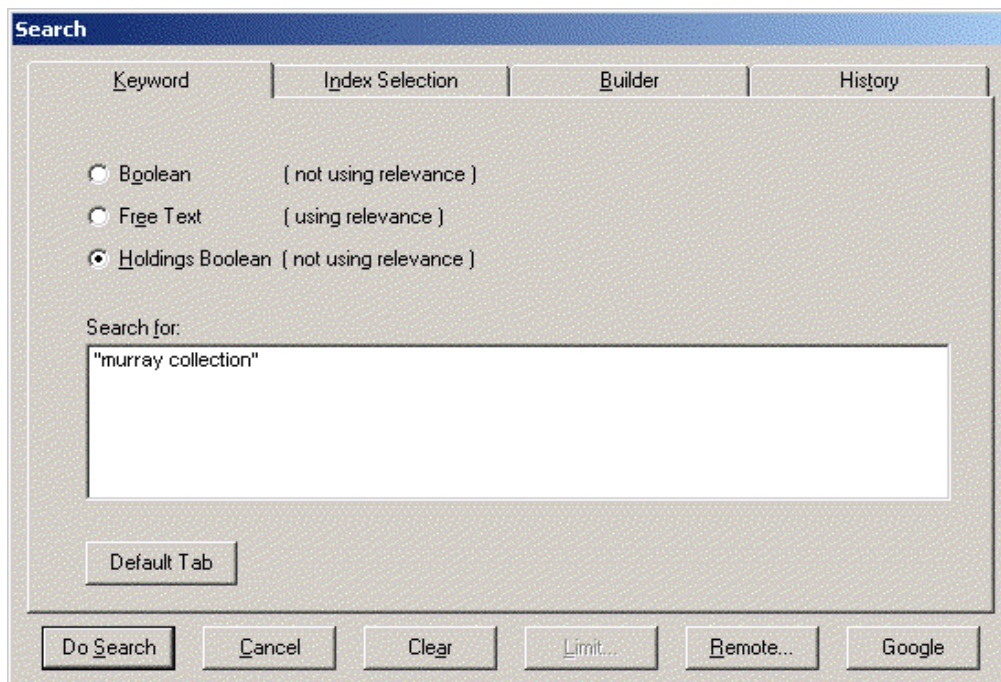 Search
Keyword Index Selection Builder History
Boolean ( not using relevance )
Free Text ( using relevance )
Holdings Boolean ( not using relevance )
Search for:
"murray collection"
Default Tab
Do Search Cancel Clear Limit... Remote... Google